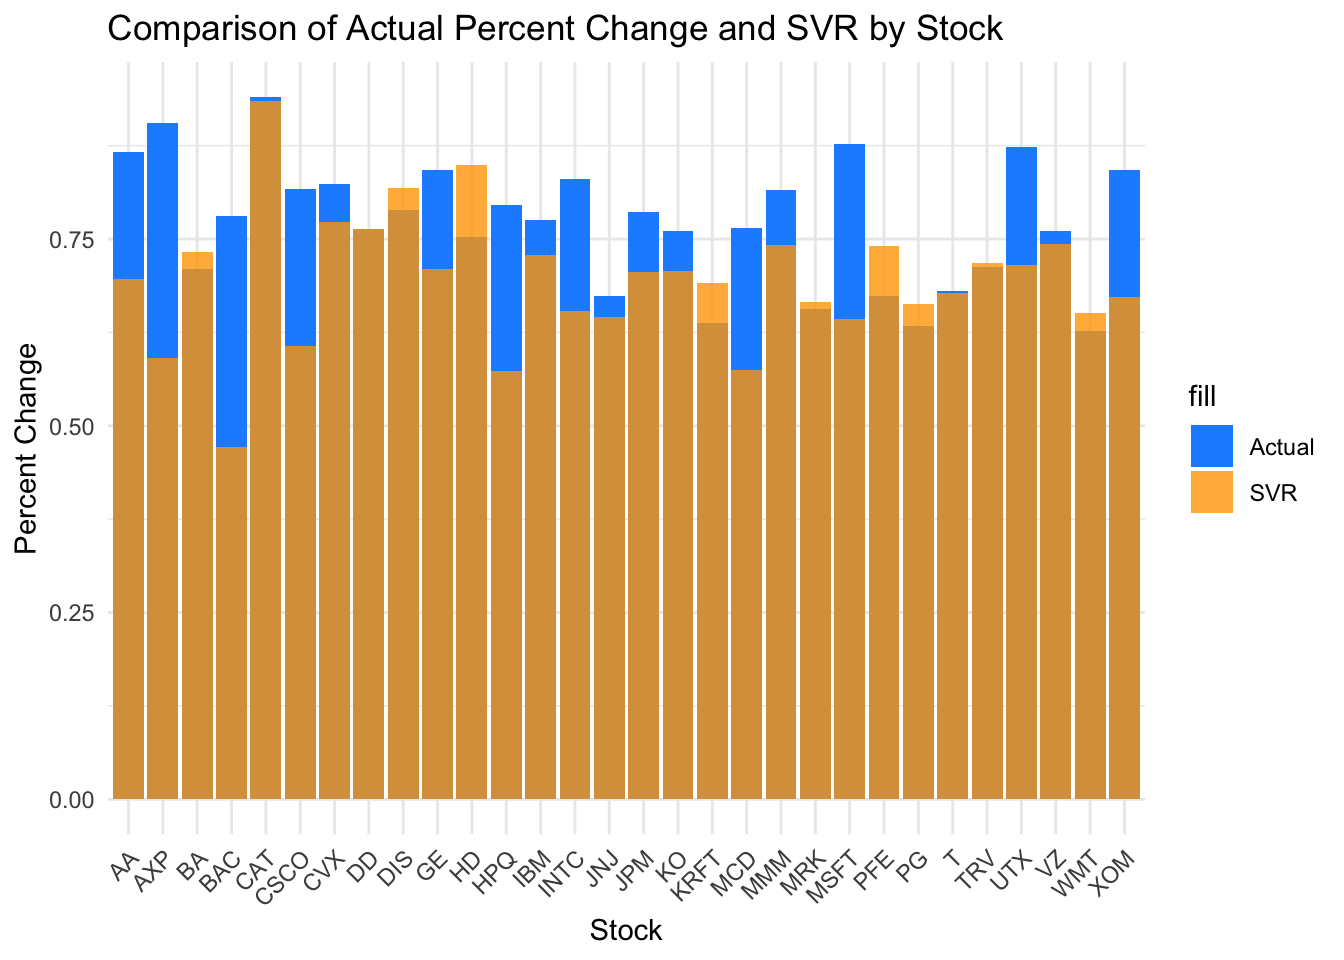 Comparison of Actual Percent Change and SVR by Stock
Percent Change
0.75
0.50
0.25
0.00
AA
AXP
BA
BAC
CAT
CSCO
CVX
DD
DIS
GE
HD
HPQ
IBM
INTC
JNJ
JPM
KO
KRFT
MCD
MMM
MRK
MSFT
PFE
PG
T
TRV
UTX
VZ
WMT
XOM
Stock
fill
Actual
SVR